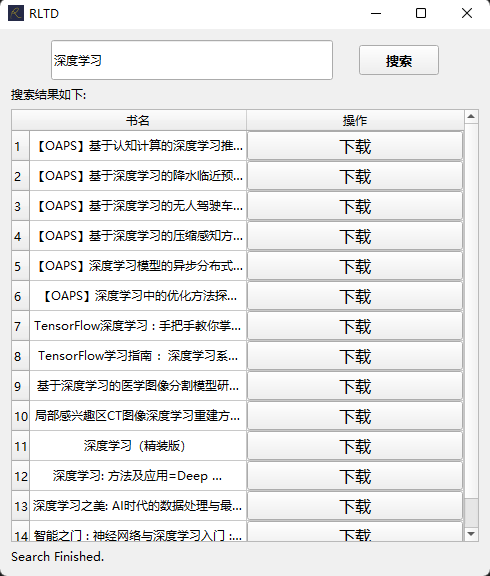 RLTD
深度学习
搜索
搜索结果如下:
书名 操作
1 【OAPS】基于认知计算的深度学习推... 下载
2 【OAPS】基于深度学习的降水临近预... 下载
3 【OAPS】基于深度学习的无人驾驶车... 下载
4 【OAPS】基于深度学习的压缩感知方... 下载
5 【OAPS】深度学习模型的异步分布式... 下载
6 【OAPS】深度学习中的优化方法探... 下载
7 TensorFlow深度学习：手把手教你掌... 下载
8 TensorFlow学习指南 ：深度学习系... 下载
9 基于深度学习的医学图像分割模型研... 下载
10 局部感兴趣区CT图像深度学习重建方... 下载
11 深度学习（精装版） 下载
12 深度学习: 方法及应用=Deep ... 下载
13 深度学习之美: AI时代的数据处理与最... 下载
14 智能之门：神经网络与深度学习入门 :... 下载
Search Finished.